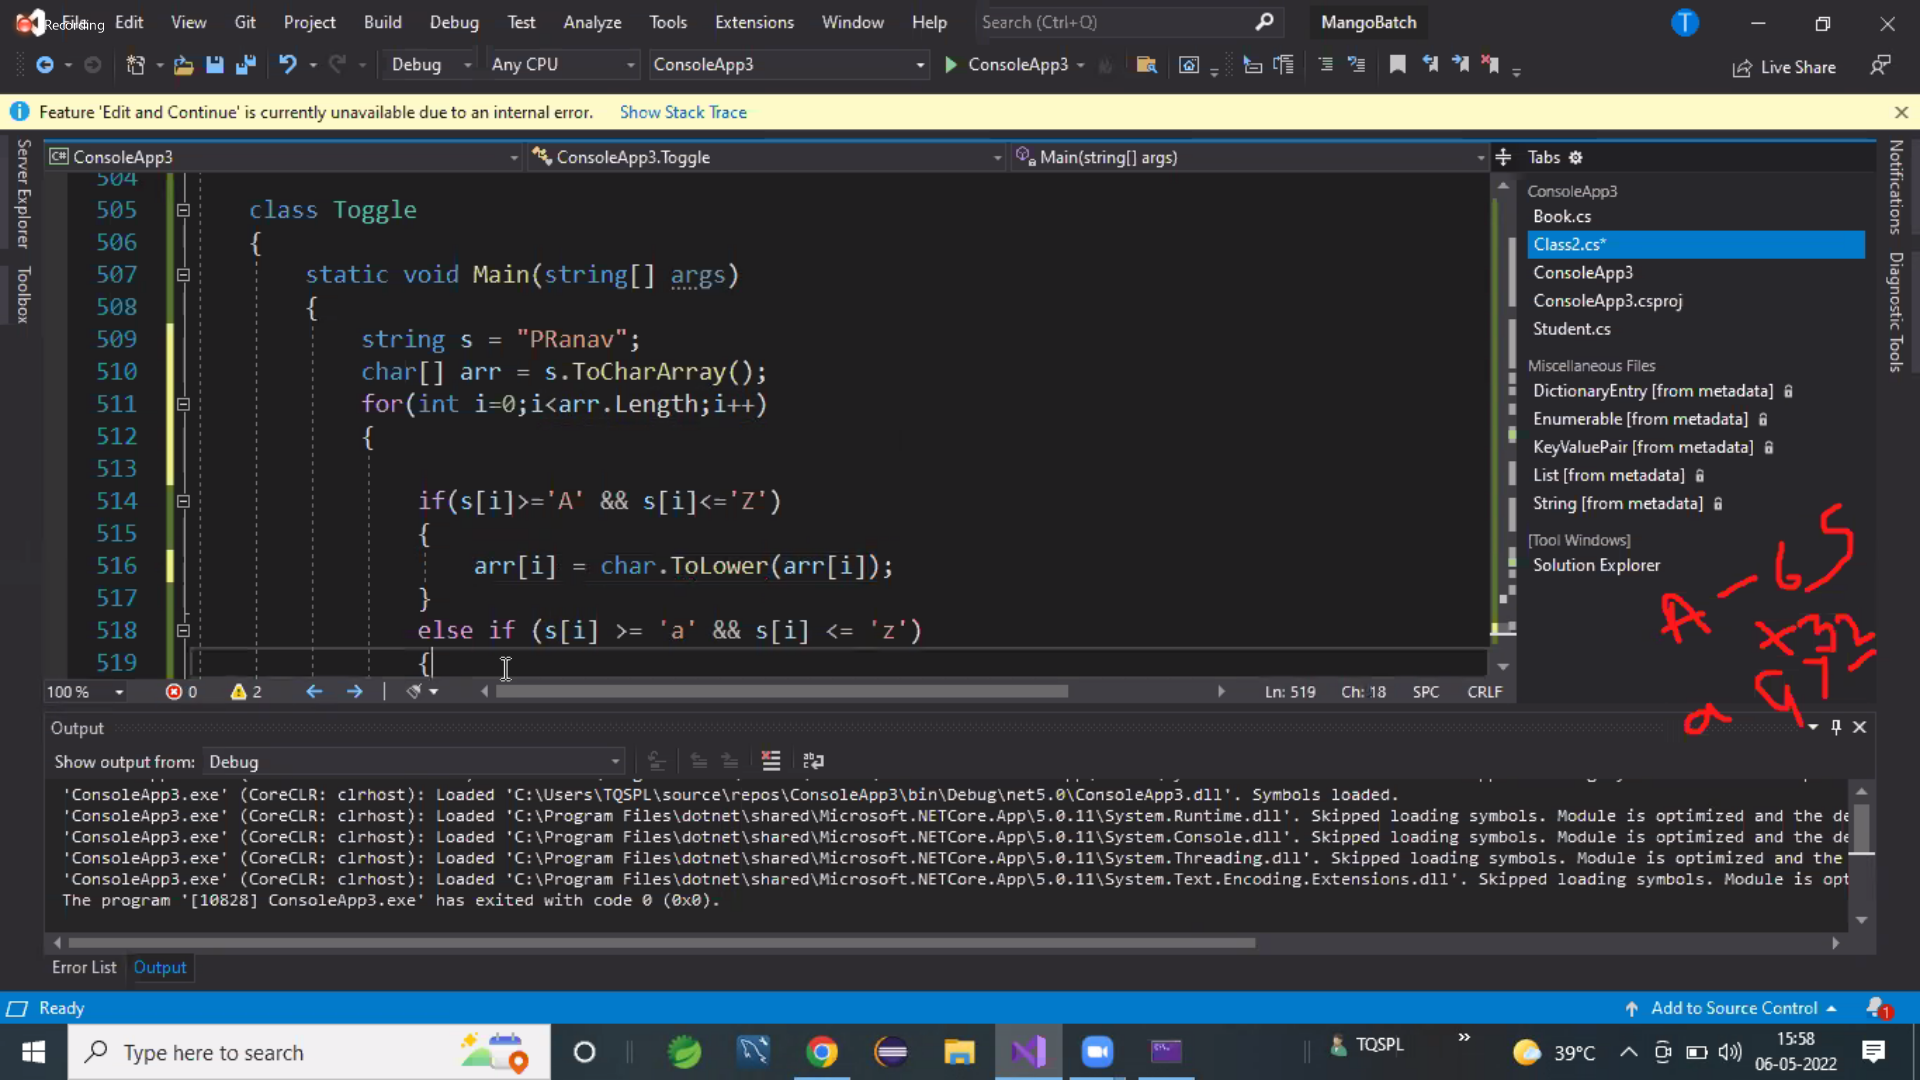 Recording File Edit View Git Project Build Debug Test Analyze Tools Extensions Window Help Search (Ctrl+Q) MangoBatch T
Debug Any CPU ConsoleApp3 ConsoleApp3 Live Share
Feature 'Edit and Continue' is currently unavailable due to an internal error. Show Stack Trace
Server Explorer
Toolbox
C# ConsoleApp3 ConsoleApp3.Toggle Main(string[] args)
504
505 class Toggle
506 {
507 static void Main(string[] args)
508 {
509 string s = "PRanav";
510 char[] arr = s.ToCharArray();
511 for(int i=0;i<arr.Length;i++)
512 {
513
514 if(s[i]>='A' && s[i]<='Z')
515 {
516 arr[i] = char.ToLower(arr[i]);
517 }
518 else if (s[i] >= 'a' && s[i] <= 'z')
519 {
100 % 0 2 Ln: 519 Ch: 18 SPC CRLF
Tabs
ConsoleApp3
Book.cs
Class2.cs*
ConsoleApp3
ConsoleApp3.csproj
Student.cs
Miscellaneous Files
DictionaryEntry [from metadata]
Enumerable [from metadata]
KeyValuePair [from metadata]
List [from metadata]
String [from metadata]
[Tool Windows]
Solution Explorer
A - 65
32
a 97
Notifications
Diagnostic Tools
Output
Show output from: Debug
'ConsoleApp3.exe' (CoreCLR: clrhost): Loaded 'C:\Users\TQSPL\source\repos\ConsoleApp3\bin\Debug\net5.0\ConsoleApp3.dll'. Symbols loaded.
'ConsoleApp3.exe' (CoreCLR: clrhost): Loaded 'C:\Program Files\dotnet\shared\Microsoft.NETCore.App\5.0.11\System.Runtime.dll'. Skipped loading symbols. Module is optimized and the de
'ConsoleApp3.exe' (CoreCLR: clrhost): Loaded 'C:\Program Files\dotnet\shared\Microsoft.NETCore.App\5.0.11\System.Console.dll'. Skipped loading symbols. Module is optimized and the de
'ConsoleApp3.exe' (CoreCLR: clrhost): Loaded 'C:\Program Files\dotnet\shared\Microsoft.NETCore.App\5.0.11\System.Threading.dll'. Skipped loading symbols. Module is optimized and the
'ConsoleApp3.exe' (CoreCLR: clrhost): Loaded 'C:\Program Files\dotnet\shared\Microsoft.NETCore.App\5.0.11\System.Text.Encoding.Extensions.dll'. Skipped loading symbols. Module is opt
The program '[10828] ConsoleApp3.exe' has exited with code 0 (0x0).
Error List Output
Ready Add to Source Control 1
Type here to search TQSPL 39°C 15:58
06-05-2022